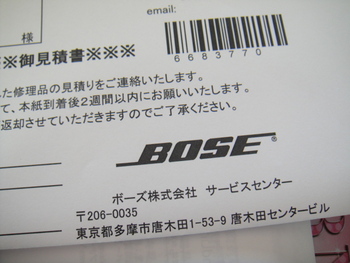 email:
様
6683770
※御見積書※※※
た修理品の見積りをご連絡いたします。
て、本紙到着後2週間以内にお願いいたします。
返却させていただきますのでご了承ください。
BOSE®
ボーズ株式会社 サービスセンター
〒206-0035
東京都多摩市唐木田1-53-9 唐木田センタービル